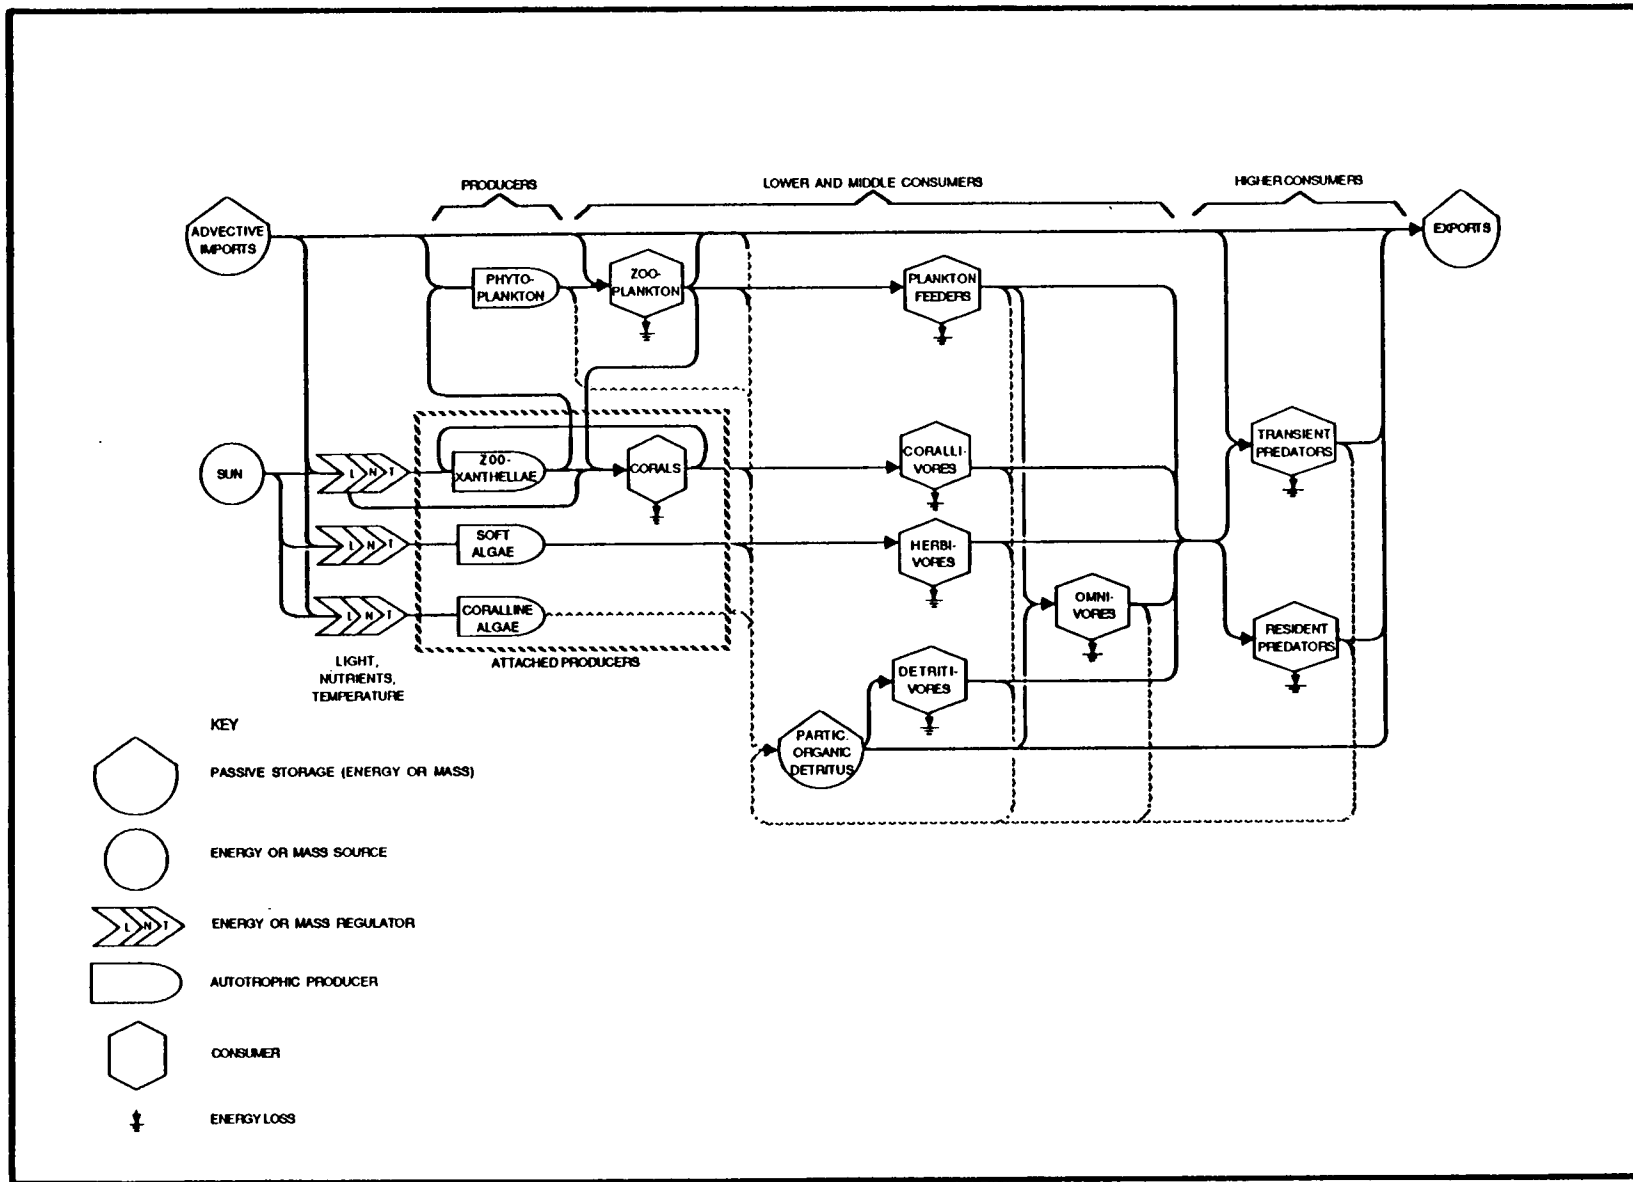 PRODUCERS
LOWER AND MIDDLE CONSUMERS
HIGHER CONSUMERS
ADVECTIVE
IMPORTS
EXPORTS
PHYTO-
PLANKTON
ZOO-
PLANKTON
PLANKTON
FEEDERS
SUN
L N T
ZOO-
XANTHELLAE
CORALS
CORALLI-
VORES
TRANSIENT
PREDATORS
L N T
SOFT
ALGAE
HERBI-
VORES
L N T
CORALLINE
ALGAE
OMNI-
VORES
RESIDENT
PREDATORS
LIGHT,
NUTRIENTS,
TEMPERATURE
ATTACHED PRODUCERS
DETRITI-
VORES
PARTIC.
ORGANIC
DETRITUS
KEY
PASSIVE STORAGE (ENERGY OR MASS)
ENERGY OR MASS SOURCE
L N T
ENERGY OR MASS REGULATOR
AUTOTROPHIC PRODUCER
CONSUMER
ENERGY LOSS